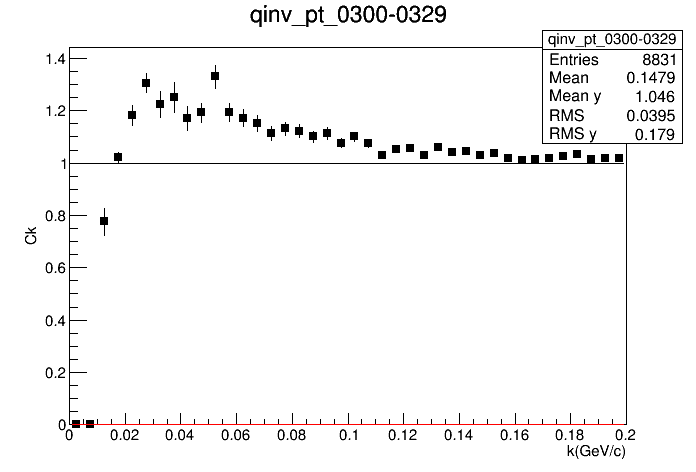 qinv_pt_0300-0329
qinv_pt_0300-0329
Entries 8831
Mean 0.1479
Mean y 1.046
RMS 0.0395
RMS y 0.179
1.4
1.2
1
0.8
0.6
0.4
0.2
0
Ck
0 0.02 0.04 0.06 0.08 0.1 0.12 0.14 0.16 0.18 0.2
k(GeV/c)